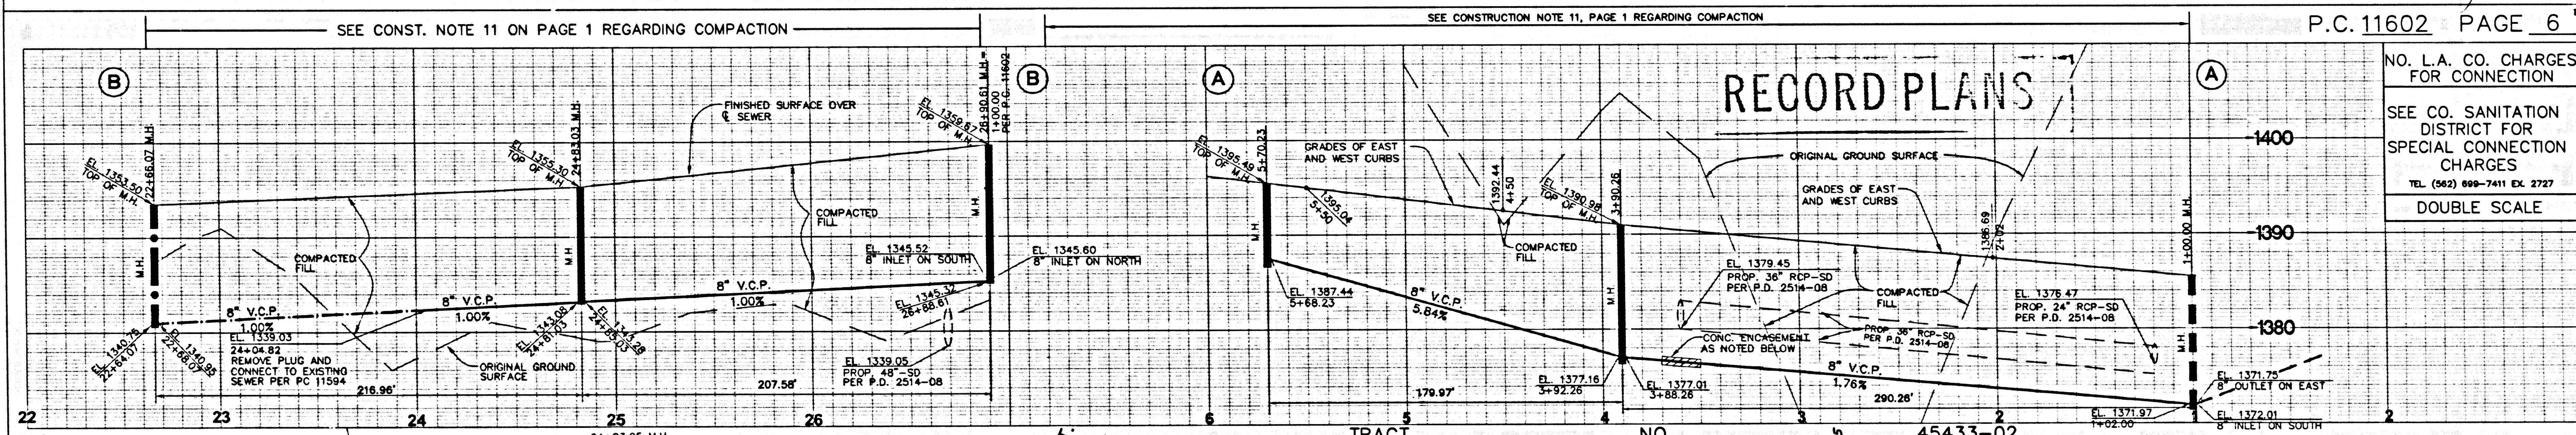 SEE CONST. NOTE 11 ON PAGE 1 REGARDING COMPACTION
SEE CONSTRUCTION NOTE 11, PAGE 1 REGARDING COMPACTION
P.C. 11602 PAGE 6
NO. L.A. CO. CHARGES
FOR CONNECTION
SEE CO. SANITATION
DISTRICT FOR
SPECIAL CONNECTION
CHARGES
TEL. (562) 699-7411 EX. 2727
DOUBLE SCALE
RECORD PLANS
B
B
A
A
EL. 1353.50
TOP OF M.H.
22+66.07 M.H.
M.H.
COMPACTED
FILL
8" V.C.P.
1.00%
EL. 1340.75
22+64.07
EL. 1340.95
22+68.07
EL. 1339.03
24+04.82
REMOVE PLUG AND
CONNECT TO EXISTING
SEWER PER PC 11594
216.96'
8" V.C.P.
1.00%
ORIGINAL GROUND
SURFACE
EL. 1355.30
TOP OF M.H.
24+83.03 M.H.
M.H.
EL. 1343.08
24+81.03
EL. 1343.28
24+85.03
FINISHED SURFACE OVER
℄ SEWER
COMPACTED
FILL
8" V.C.P.
1.00%
207.58'
EL. 1339.05
PROP. 48"-SD
PER P.D. 2514-08
EL. 1359.67
TOP OF M.H.
26+90.61 M.H.=
1+00.00
PER P.C. 11602
M.H.
EL. 1345.52
8" INLET ON SOUTH
EL. 1345.32
26+88.61
EL. 1345.60
8" INLET ON NORTH
22
23
24
25
26
EL. 1395.49
TOP OF M.H.
5+70.23
M.H.
GRADES OF EAST
AND WEST CURBS
1395.04
5+50
1392.44
4+50
COMPACTED
FILL
EL. 1387.44
5+68.23
8" V.C.P.
5.84%
179.97'
EL. 1390.98
TOP OF M.H.
3+90.26
M.H.
EL. 1377.16
3+92.26
EL. 1377.01
3+88.26
CONC. ENCASEMENT
AS NOTED BELOW
EL. 1379.45
PROP. 36" RCP-SD
PER P.D. 2514-08
ORIGINAL GROUND SURFACE
GRADES OF EAST
AND WEST CURBS
COMPACTED
FILL
PROP. 36" RCP-SD
PER P.D. 2514-08
1386.69
2+02
EL. 1376.47
PROP. 24" RCP-SD
PER P.D. 2514-08
8" V.C.P.
1.76%
290.26'
1+00.00 M.H.
M.H.
EL. 1371.75
8" OUTLET ON EAST
EL. 1371.97
1+02.00
EL. 1372.01
8" INLET ON SOUTH
1400
1390
1380
6
5
4
3
2
2
TRACT NO. 45433-02